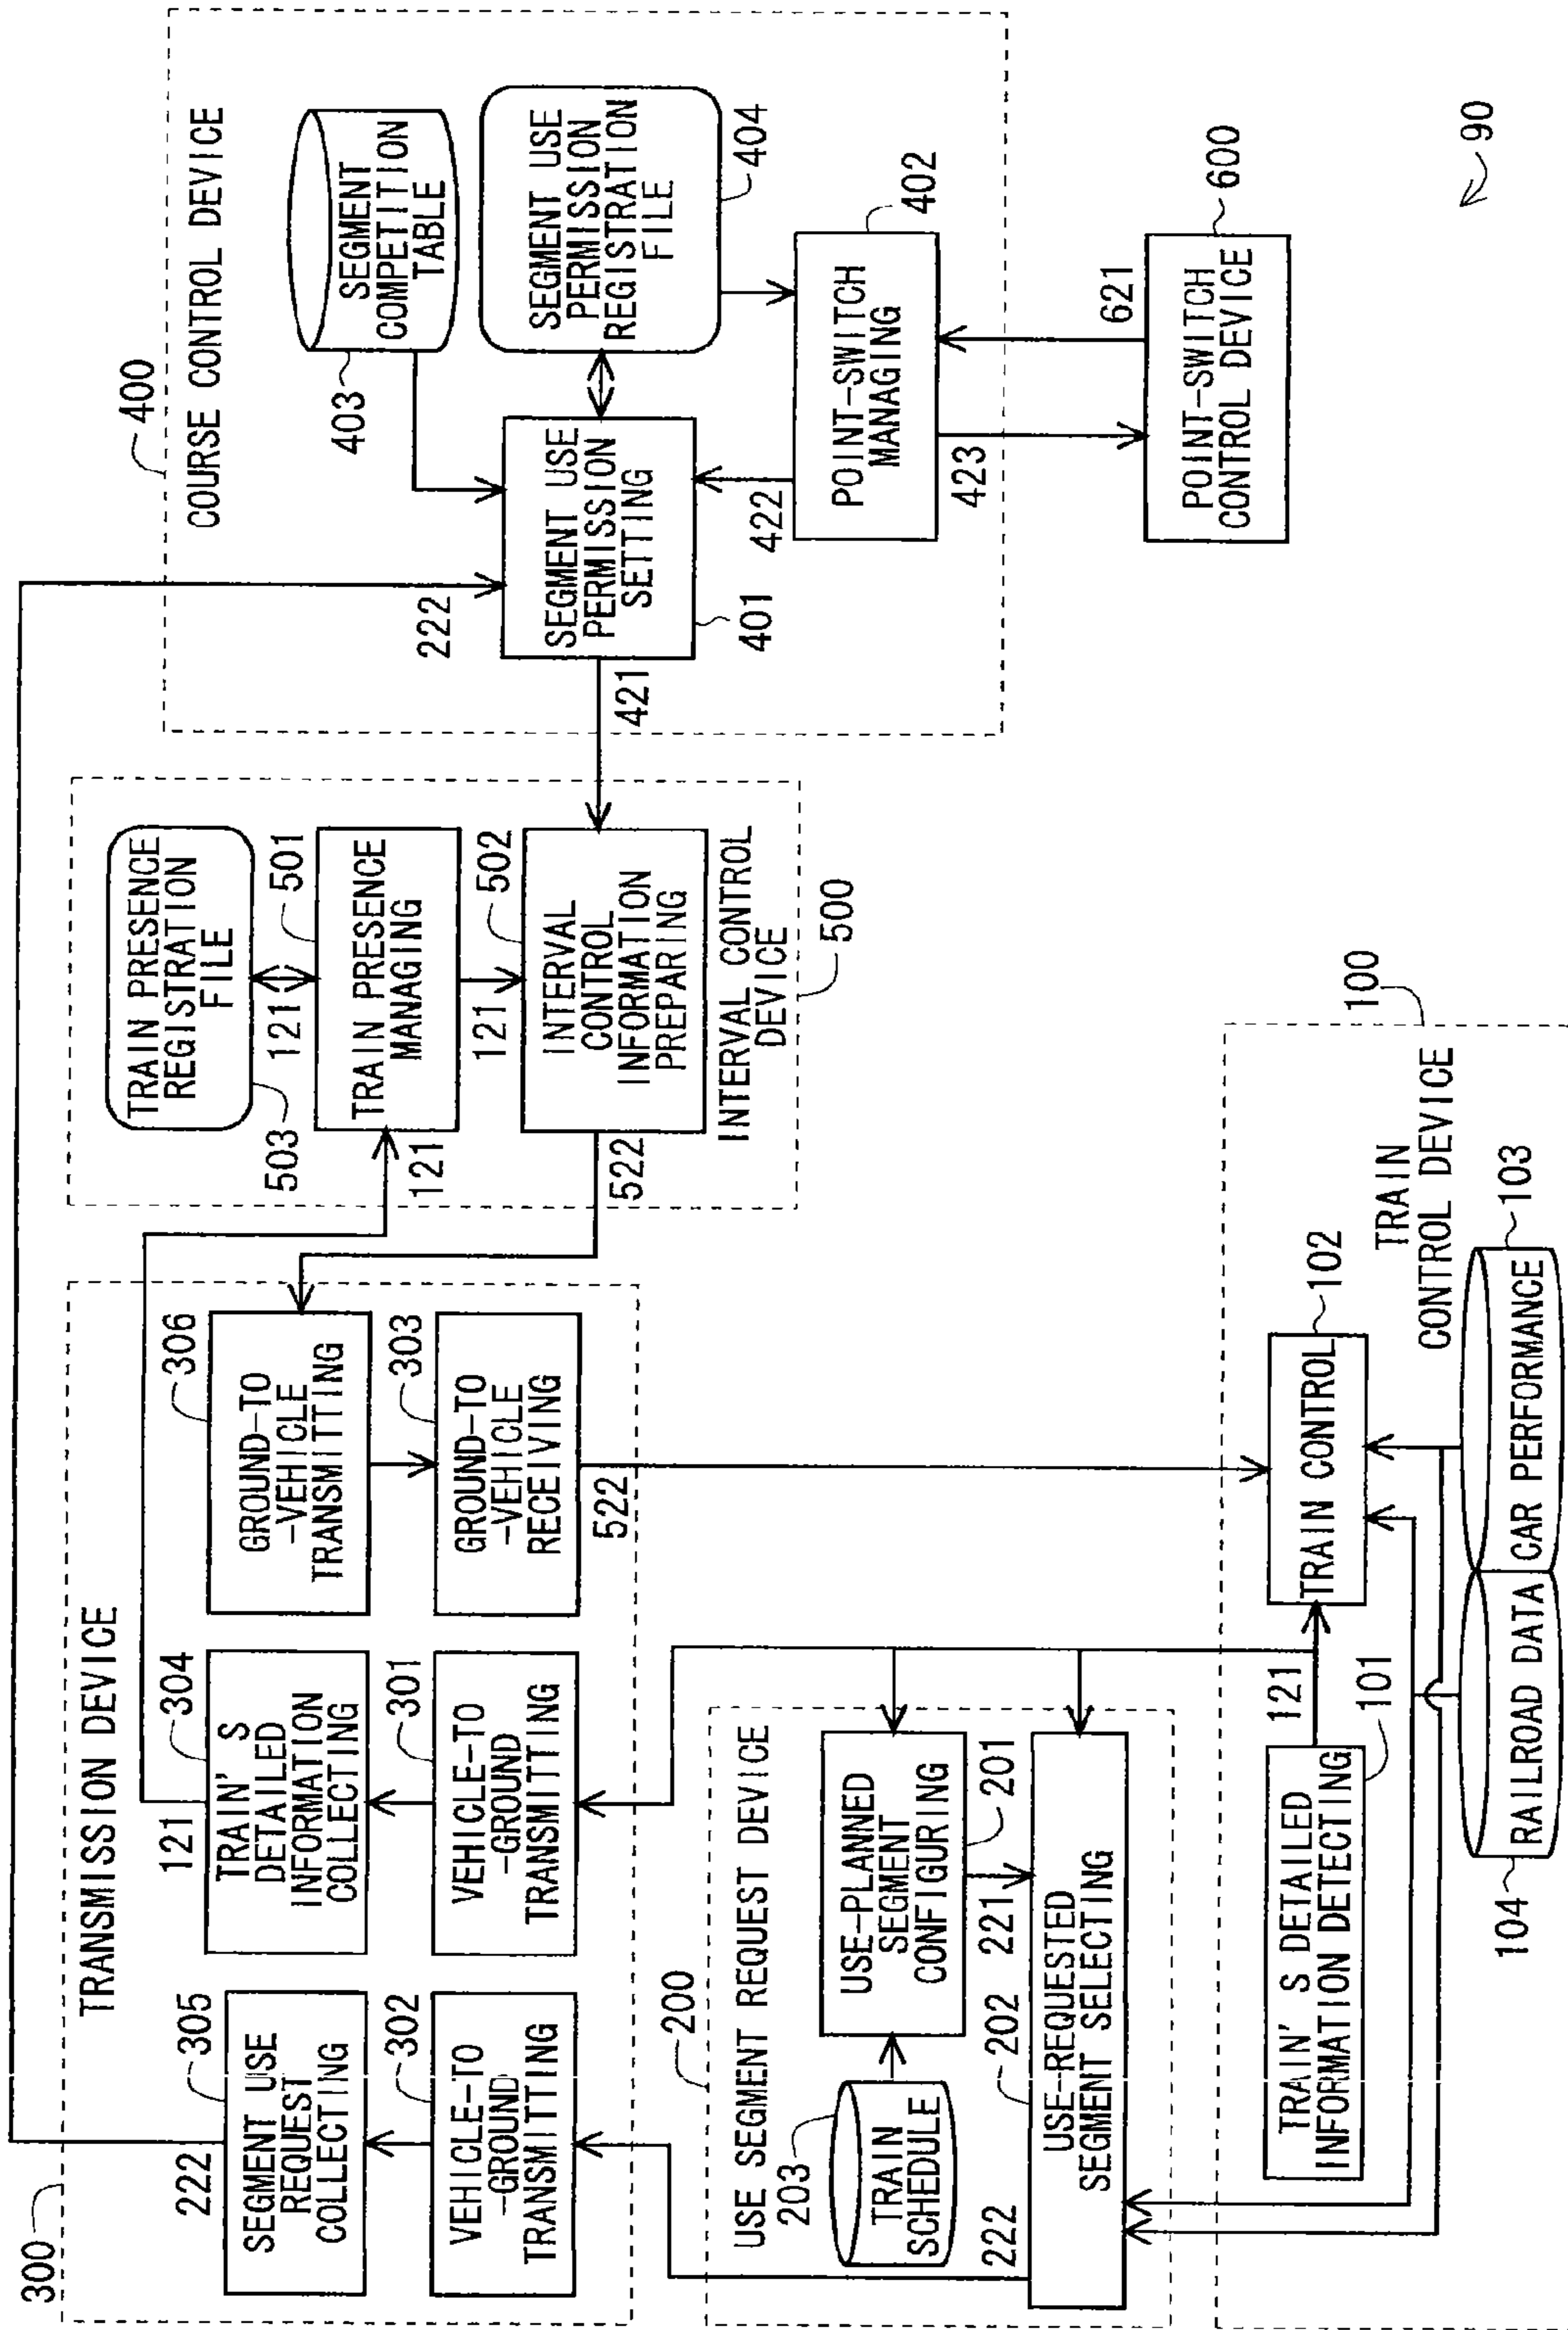 300
TRANSMISSION DEVICE
222
305
SEGMENT USE
REQUEST
COLLECTING
302
VEHICLE-TO
-GROUND
TRANSMITTING
121
304
TRAIN'S
DETAILED
INFORMATION
COLLECTING
301
VEHICLE-TO
-GROUND
TRANSMITTING
306
GROUND-TO
-VEHICLE
TRANSMITTING
303
GROUND-TO
-VEHICLE
RECEIVING
522
TRAIN PRESENCE
REGISTRATION
FILE
503
121
501
TRAIN PRESENCE
MANAGING
121
121
502
INTERVAL
CONTROL
INFORMATION
PREPARING
522
INTERVAL CONTROL
DEVICE
500
400
COURSE CONTROL DEVICE
222
403
SEGMENT
COMPETITION
TABLE
SEGMENT USE
PERMISSION
SETTING
401
421
SEGMENT USE
PERMISSION
REGISTRATION
FILE
404
422
402
POINT-SWITCH
MANAGING
423
621
POINT-SWITCH
CONTROL DEVICE
600
90
200
USE SEGMENT REQUEST DEVICE
203
TRAIN
SCHEDULE
USE-PLANNED
SEGMENT
CONFIGURING
201
221
222
202
USE-REQUESTED
SEGMENT SELECTING
100
TRAIN
CONTROL DEVICE
TRAIN'S DETAILED
INFORMATION DETECTING
101
121
102
TRAIN CONTROL
104
RAILROAD DATA
CAR PERFORMANCE
103